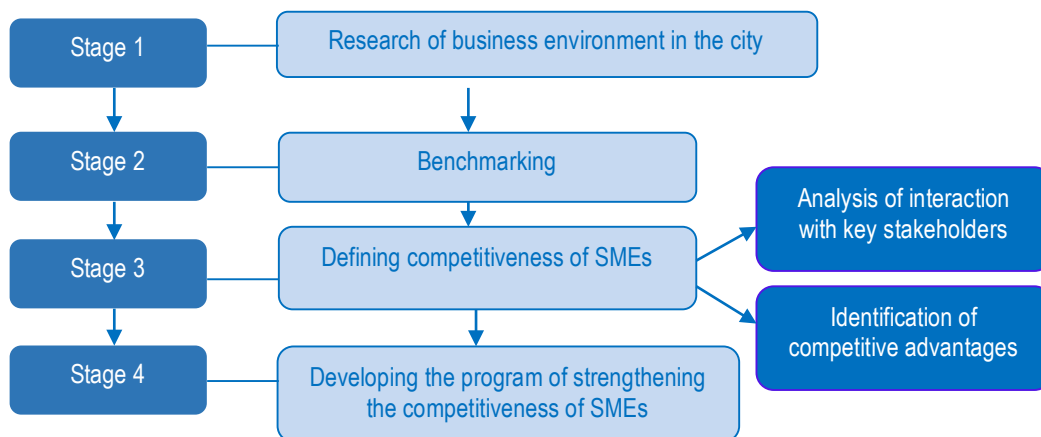 Stage 1
Research of business environment in the city
Stage 2
Benchmarking
Analysis of interaction
with key stakeholders
Stage 3
Defining competitiveness of SMEs
Identification of
competitive advantages
Stage 4
Developing the program of strengthening
the competitiveness of SMEs